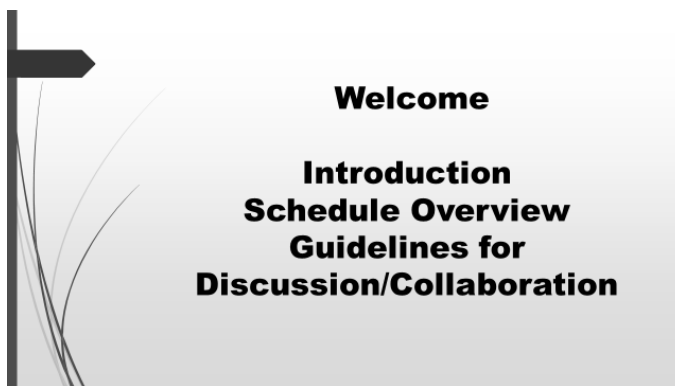 Welcome
Introduction
Schedule Overview
Guidelines for
Discussion/Collaboration